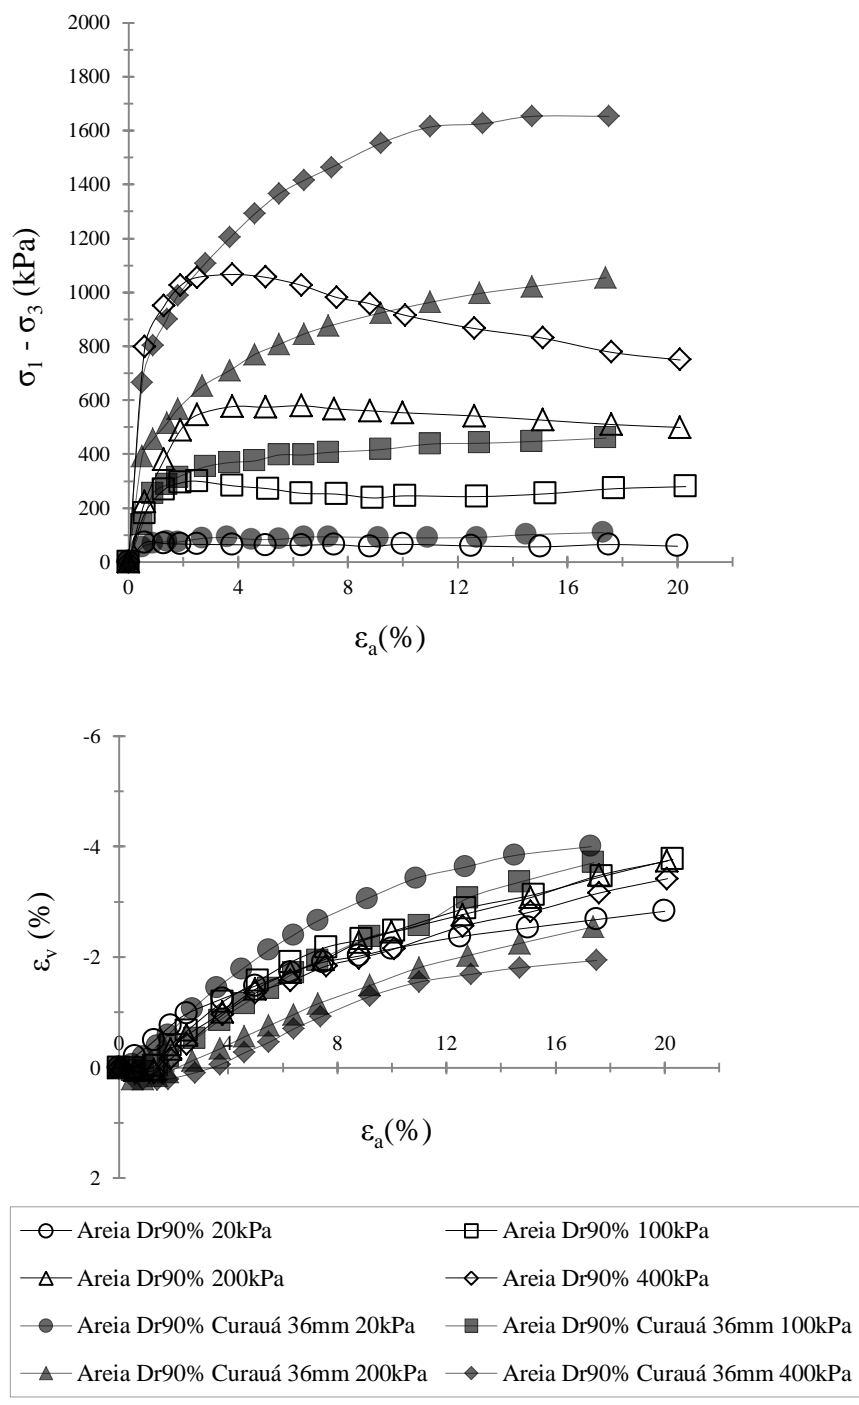 2000
1800
1600
1400
1200
1000
800
600
400
200
0
σ1 - σ3 (kPa)
0 4 8 12 16 20
εa(%)
-6
-4
-2
0
2
εv (%)
0 4 8 12 16 20
εa(%)
Areia Dr90% 20kPa
Areia Dr90% 100kPa
Areia Dr90% 200kPa
Areia Dr90% 400kPa
Areia Dr90% Curauá 36mm 20kPa
Areia Dr90% Curauá 36mm 100kPa
Areia Dr90% Curauá 36mm 200kPa
Areia Dr90% Curauá 36mm 400kPa